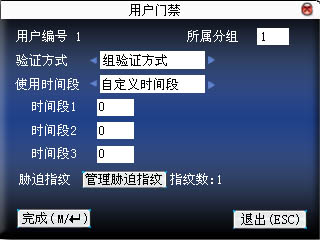 用户门禁
用户编号 1 所属分组 1
验证方式 组验证方式
使用时间段 自定义时间段
时间段1 0
时间段2 0
时间段3 0
胁迫指纹 管理胁迫指纹 指纹数:1
完成(M/↵) 退出(ESC)